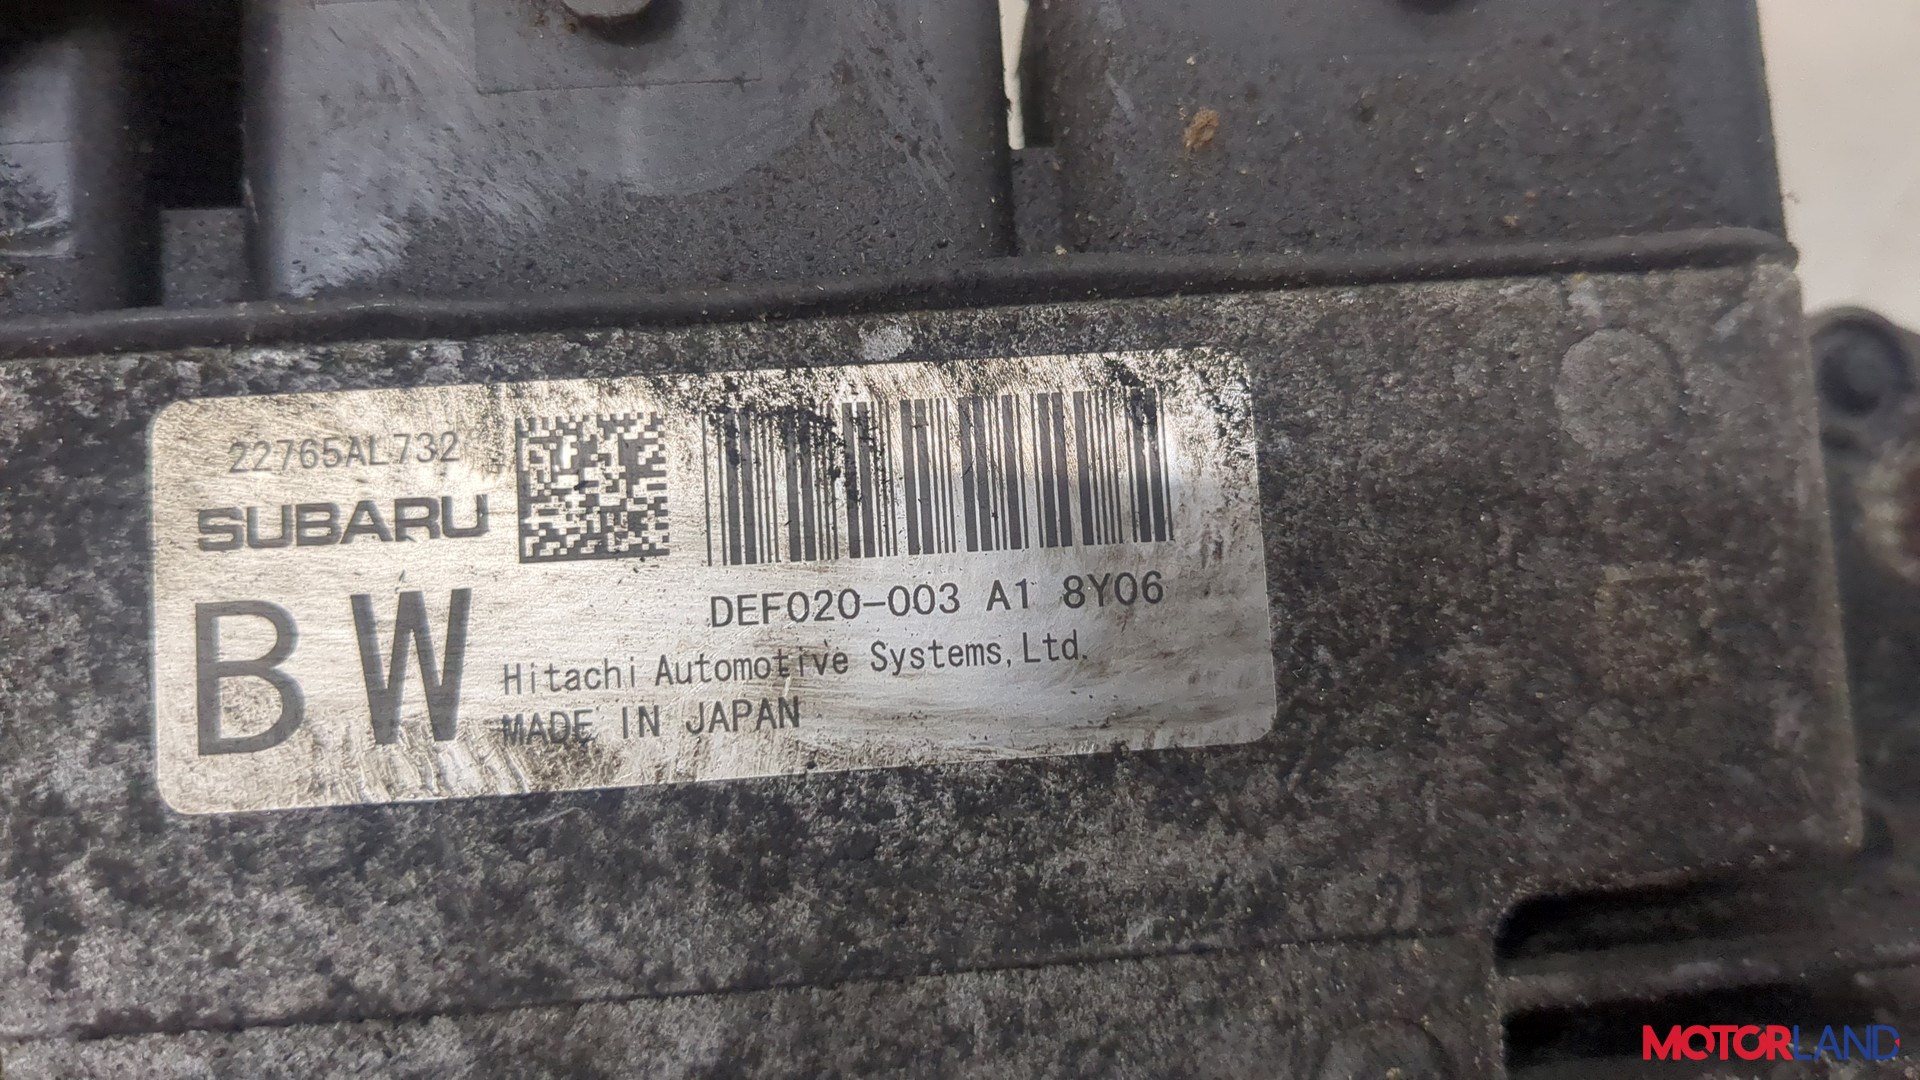 22765AL732
SUBARU
BW
DEF020-003 A1 8Y06
Hitachi Automotive Systems,Ltd.
MADE IN JAPAN
MOTORLAND